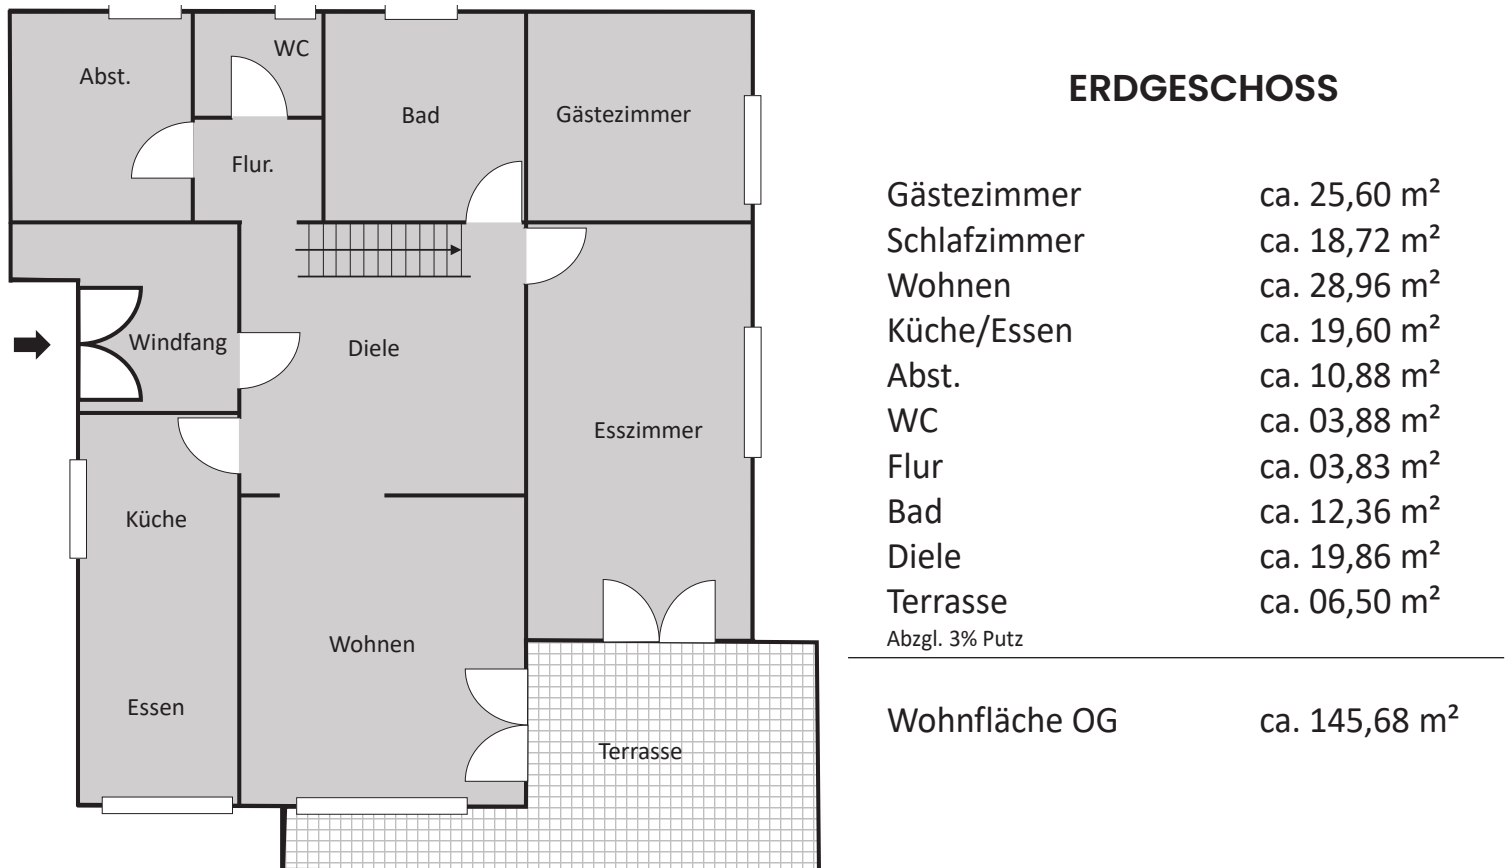 WC
Abst.
Bad
Gästezimmer
Flur.
Windfang
Diele
Esszimmer
Küche
Wohnen
Essen
Terrasse
ERDGESCHOSS
Gästezimmer ca. 25,60 m²
Schlafzimmer ca. 18,72 m²
Wohnen ca. 28,96 m²
Küche/Essen ca. 19,60 m²
Abst. ca. 10,88 m²
WC ca. 03,88 m²
Flur ca. 03,83 m²
Bad ca. 12,36 m²
Diele ca. 19,86 m²
Terrasse ca. 06,50 m²
Abzgl. 3% Putz
Wohnfläche OG ca. 145,68 m²